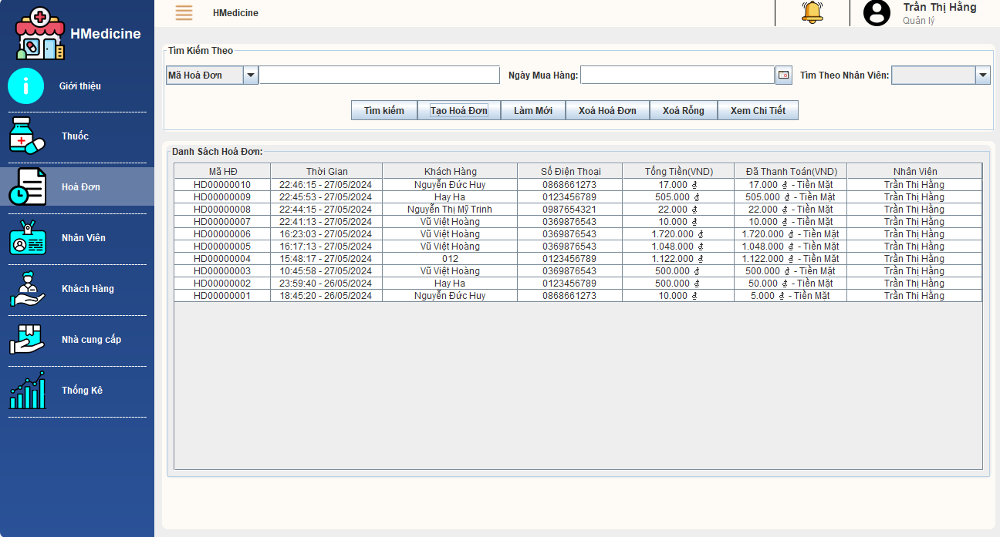 HMedicine
Giới thiệu
Thuốc
Hoá Đơn
Nhân Viên
Khách Hàng
Nhà cung cấp
Thống Kê
HMedicine
Trần Thị Hằng
Quản lý
Tìm Kiếm Theo
Mã Hoá Đơn Ngày Mua Hàng: Tìm Theo Nhân Viên:
Tìm kiếm Tạo Hoá Đơn Làm Mới Xoá Hoá Đơn Xoá Rỗng Xem Chi Tiết
Danh Sách Hoá Đơn:
Mã HĐ Thời Gian Khách Hàng Số Điện Thoại Tổng Tiền(VND) Đã Thanh Toán(VND) Nhân Viên
HD00000010 22:46:15 - 27/05/2024 Nguyễn Đức Huy 0868661273 17.000 ₫ 17.000 ₫ - Tiền Mặt Trần Thị Hằng
HD00000009 22:45:53 - 27/05/2024 Hay Ha 0123456789 505.000 ₫ 505.000 ₫ - Tiền Mặt Trần Thị Hằng
HD00000008 22:44:15 - 27/05/2024 Nguyễn Thị Mỹ Trinh 0987654321 22.000 ₫ 22.000 ₫ - Tiền Mặt Trần Thị Hằng
HD00000007 22:41:13 - 27/05/2024 Vũ Việt Hoàng 0369876543 10.000 ₫ 10.000 ₫ - Tiền Mặt Trần Thị Hằng
HD00000006 16:23:03 - 27/05/2024 Vũ Việt Hoàng 0369876543 1.720.000 ₫ 1.720.000 ₫ - Tiền Mặt Trần Thị Hằng
HD00000005 16:17:13 - 27/05/2024 Vũ Việt Hoàng 0369876543 1.048.000 ₫ 1.048.000 ₫ - Tiền Mặt Trần Thị Hằng
HD00000004 15:48:17 - 27/05/2024 012 0123456789 1.122.000 ₫ 1.122.000 ₫ - Tiền Mặt Trần Thị Hằng
HD00000003 10:45:58 - 27/05/2024 Vũ Việt Hoàng 0369876543 500.000 ₫ 500.000 ₫ - Tiền Mặt Trần Thị Hằng
HD00000002 23:59:40 - 26/05/2024 Hay Ha 0123456789 500.000 ₫ 50.000 ₫ - Tiền Mặt Trần Thị Hằng
HD00000001 18:45:20 - 26/05/2024 Nguyễn Đức Huy 0868661273 10.000 ₫ 5.000 ₫ - Tiền Mặt Trần Thị Hằng